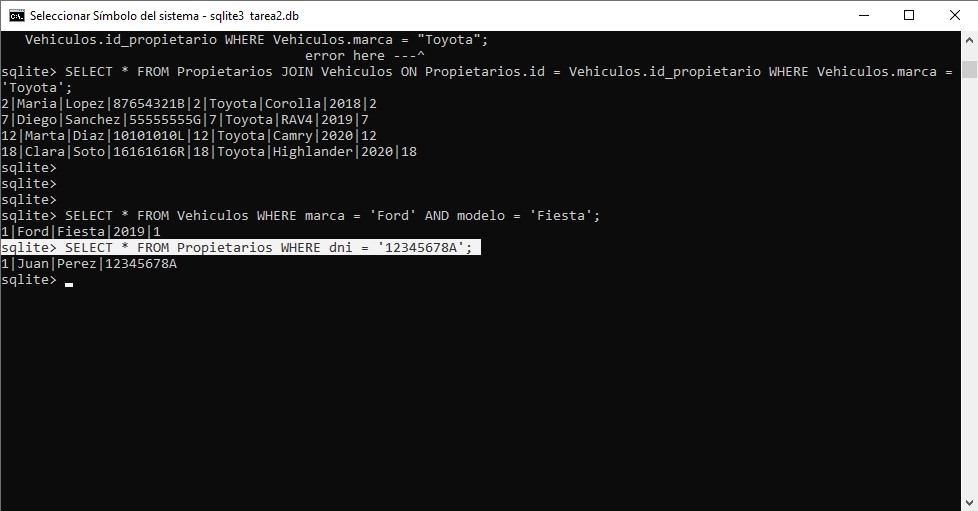 Seleccionar Símbolo del sistema - sqlite3  tarea2.db
   Vehiculos.id_propietario WHERE Vehiculos.marca = "Toyota";
                                      error here ---^
sqlite> SELECT * FROM Propietarios JOIN Vehiculos ON Propietarios.id = Vehiculos.id_propietario WHERE Vehiculos.marca =
'Toyota';
2|Maria|Lopez|87654321B|2|Toyota|Corolla|2018|2
7|Diego|Sanchez|55555555G|7|Toyota|RAV4|2019|7
12|Marta|Diaz|10101010L|12|Toyota|Camry|2020|12
18|Clara|Soto|16161616R|18|Toyota|Highlander|2020|18
sqlite>
sqlite>
sqlite>
sqlite> SELECT * FROM Vehiculos WHERE marca = 'Ford' AND modelo = 'Fiesta';
1|Ford|Fiesta|2019|1
sqlite> SELECT * FROM Propietarios WHERE dni = '12345678A';
1|Juan|Perez|12345678A
sqlite>